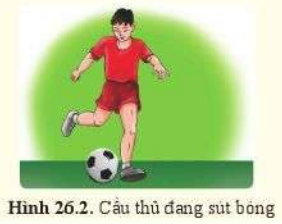 Hình 26.2. Cầu thủ đang sút bóng